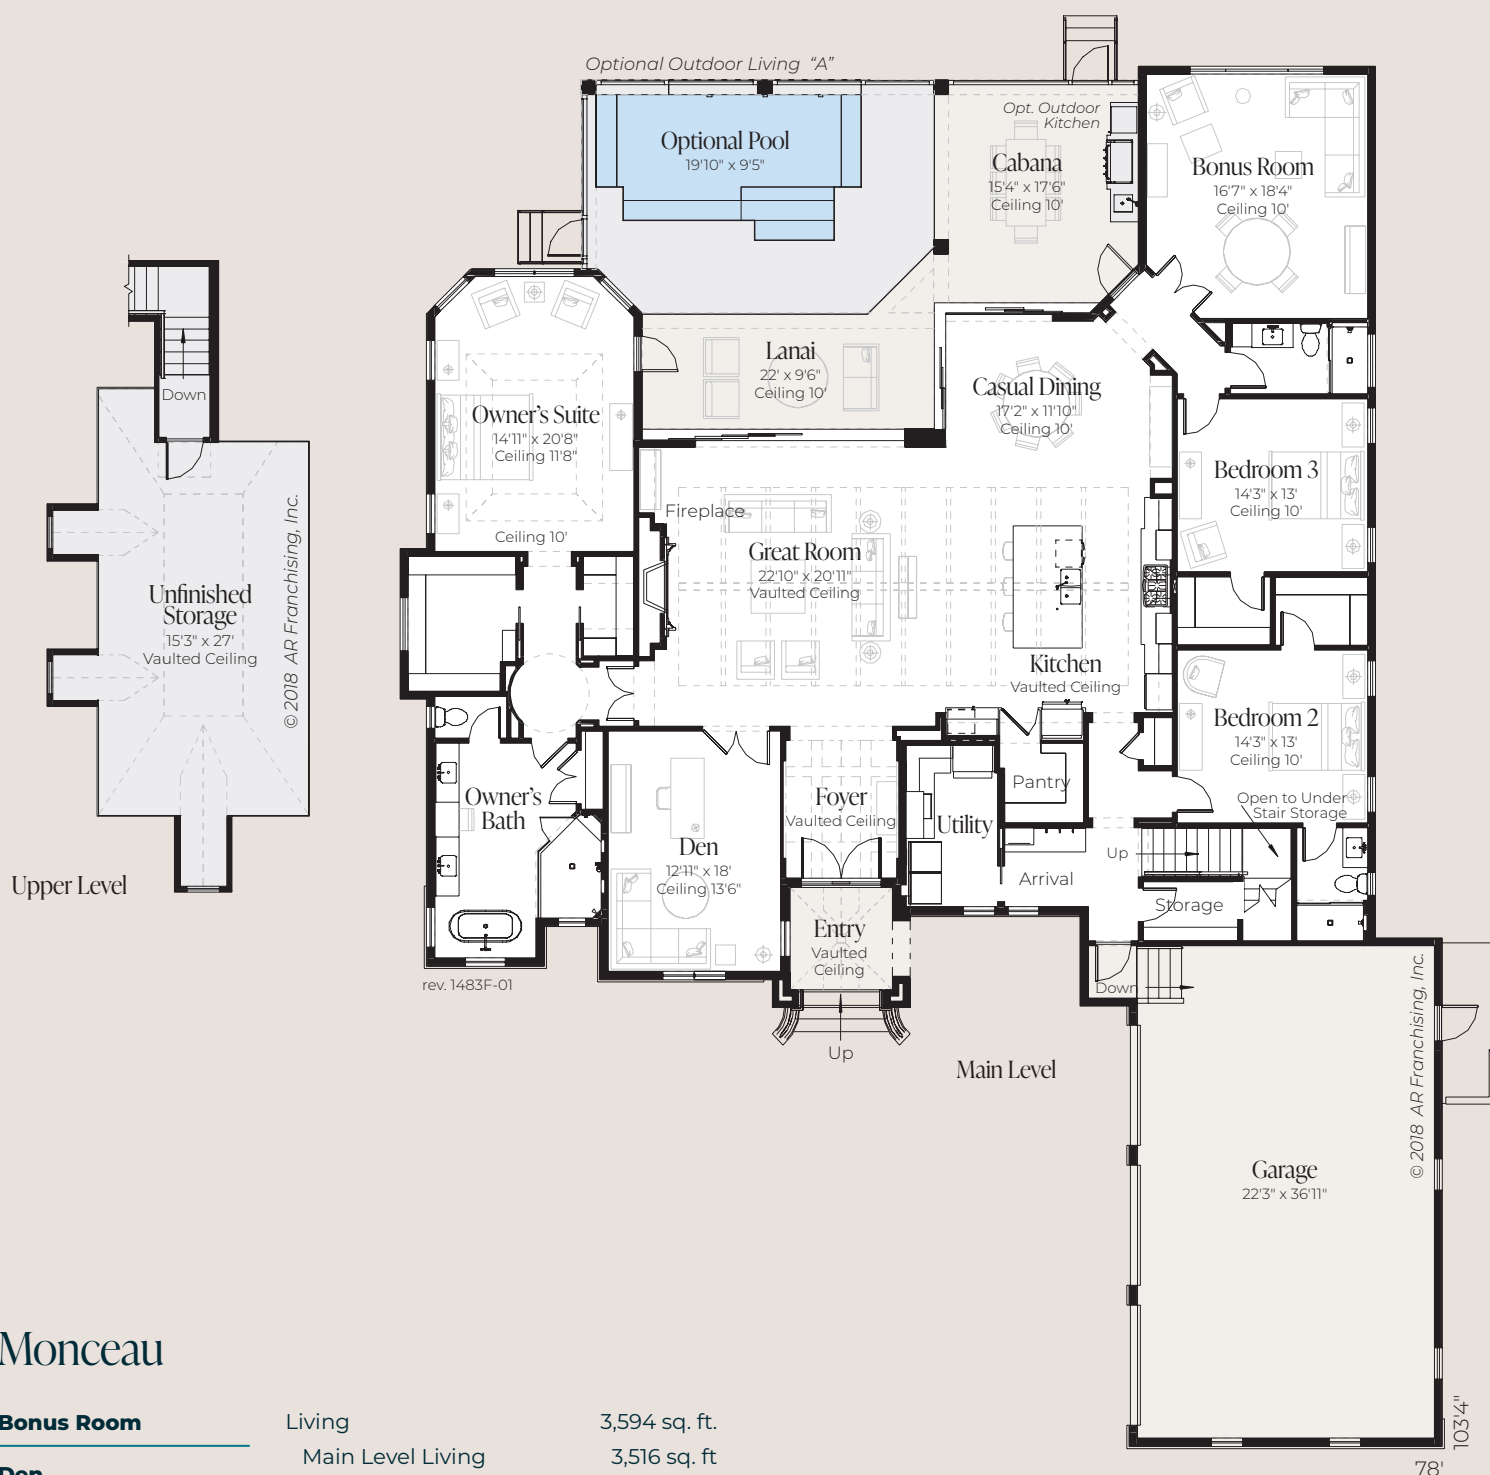 Optional Outdoor Living “A”
Optional Pool
19'10" x 9'5"
Opt. Outdoor
Kitchen
Cabana
15'4" x 17'6"
Ceiling 10'
Bonus Room
16'7" x 18'4"
Ceiling 10'
Lanai
22' x 9'6"
Ceiling 10'
Casual Dining
17'2" x 11'10"
Ceiling 10'
Owner's Suite
14'11" x 20'8"
Ceiling 11'8"
Ceiling 10'
Fireplace
Great Room
22'10" x 20'11"
Vaulted Ceiling
Bedroom 3
14'3" x 13'
Ceiling 10'
Kitchen
Vaulted Ceiling
Bedroom 2
14'3" x 13'
Ceiling 10'
Open to Under
Stair Storage
Down
Unfinished
Storage
15'3" x 27'
Vaulted Ceiling
© 2018 AR Franchising, Inc.
Upper Level
Owner's
Bath
Den
12'11" x 18'
Ceiling 13'6"
Foyer
Vaulted Ceiling
Utility
Pantry
Up
Arrival
Storage
Entry
Vaulted
Ceiling
Up
Down
rev. 1483F-01
Main Level
Garage
22'3" x 36'11"
© 2018 AR Franchising, Inc.
103'4"
78'
Monceau
Bonus Room
Den
Living 3,594 sq. ft.
Main Level Living 3,516 sq. ft